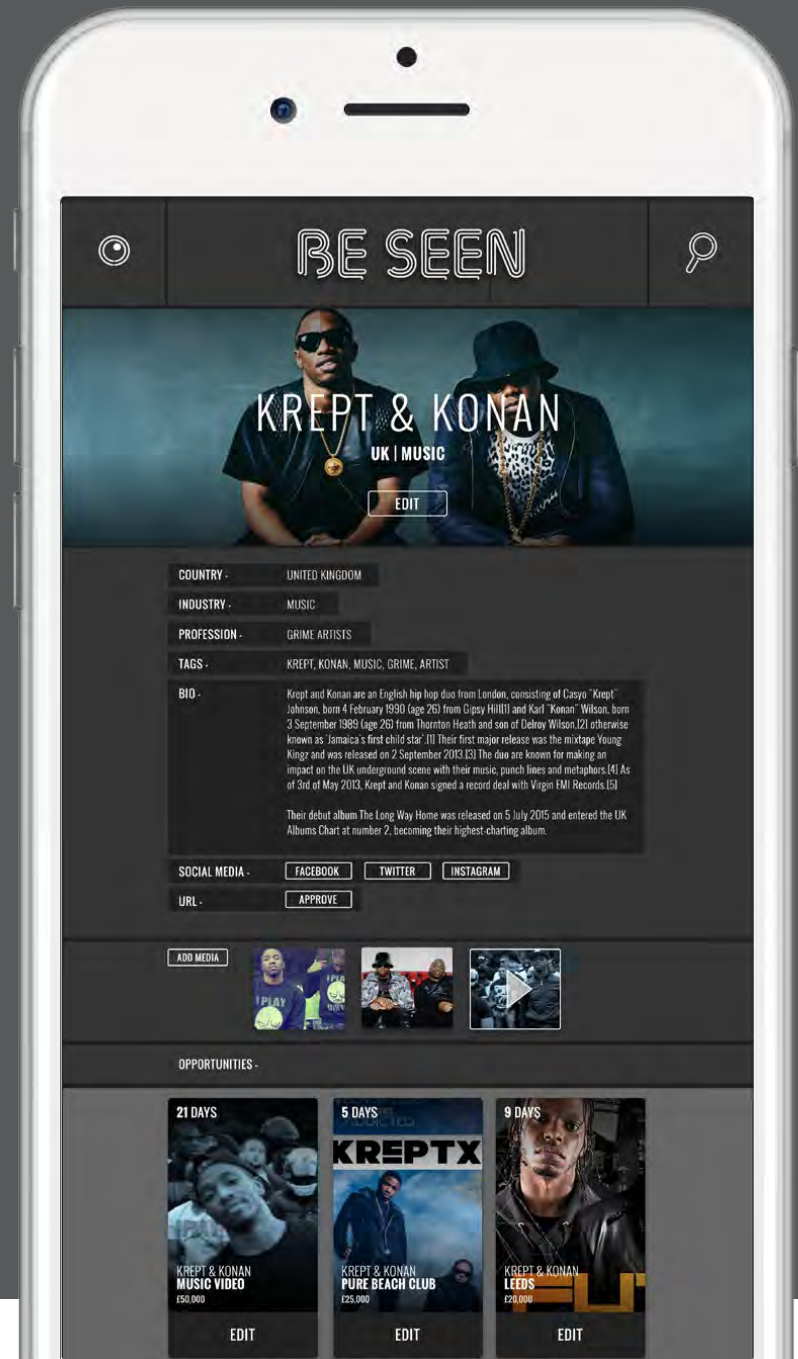 BE SEEN
KREPT & KONAN
UK | MUSIC
EDIT
COUNTRY - UNITED KINGDOM
INDUSTRY - MUSIC
PROFESSION - GRIME ARTISTS
TAGS - KREPT, KONAN, MUSIC, GRIME, ARTIST
BIO - Krept and Konan are an English hip hop duo from London, consisting of Casyo "Krept"
Johnson, born 4 February 1990 (age 26) from Gipsy Hill[1] and Karl "Konan" Wilson, born
3 September 1989 (age 26) from Thornton Heath and son of Delroy Wilson,[2] otherwise
known as 'Jamaica's first child star'.[1] Their first major release was the mixtape Young
Kingz and was released on 2 September 2013.[3] The duo are known for making an
impact on the UK underground scene with their music, punch lines and metaphors.[4] As
of 3rd of May 2013, Krept and Konan signed a record deal with Virgin EMI Records.[5]
Their debut album The Long Way Home was released on 5 July 2015 and entered the UK
Albums Chart at number 2, becoming their highest-charting album.
SOCIAL MEDIA - FACEBOOK TWITTER INSTAGRAM
URL - APPROVE
ADD MEDIA
I PLAY
OPPORTUNITIES -
21 DAYS
KREPT & KONAN
MUSIC VIDEO
£50,000
EDIT
5 DAYS
ADDICTED
KREPTX
KREPT & KONAN
PURE BEACH CLUB
£25,000
EDIT
9 DAYS
KREPT & KONAN
LEEDS
£20,000
EDIT